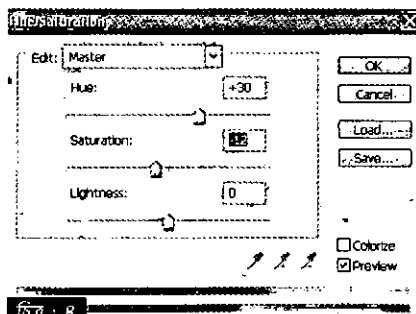 Hue/Saturation
Edit: Master
OK
Hue: +30
Cancel
Load...
Saturation:
Save...
Lightness: 0
Colorize
Preview